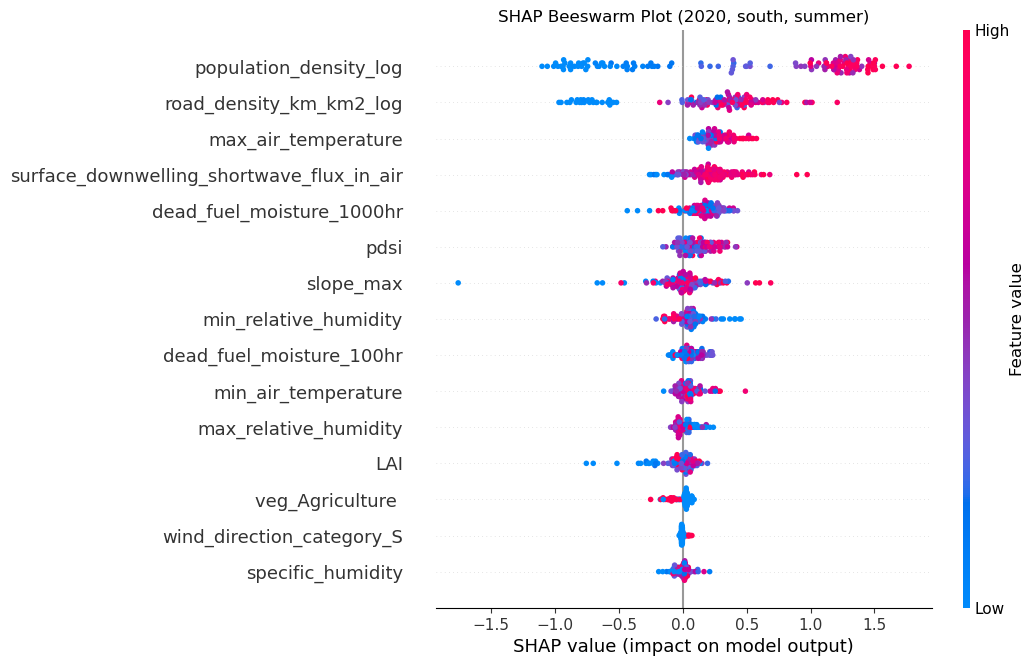 SHAP Beeswarm Plot (2020, south, summer)
High
population_density_log
road_density_km_km2_log
max_air_temperature
surface_downwelling_shortwave_flux_in_air
dead_fuel_moisture_1000hr
pdsi
slope_max
min_relative_humidity
dead_fuel_moisture_100hr
min_air_temperature
max_relative_humidity
LAI
veg_Agriculture
wind_direction_category_S
specific_humidity
Feature value
Low
−1.5 −1.0 −0.5 0.0 0.5 1.0 1.5
SHAP value (impact on model output)